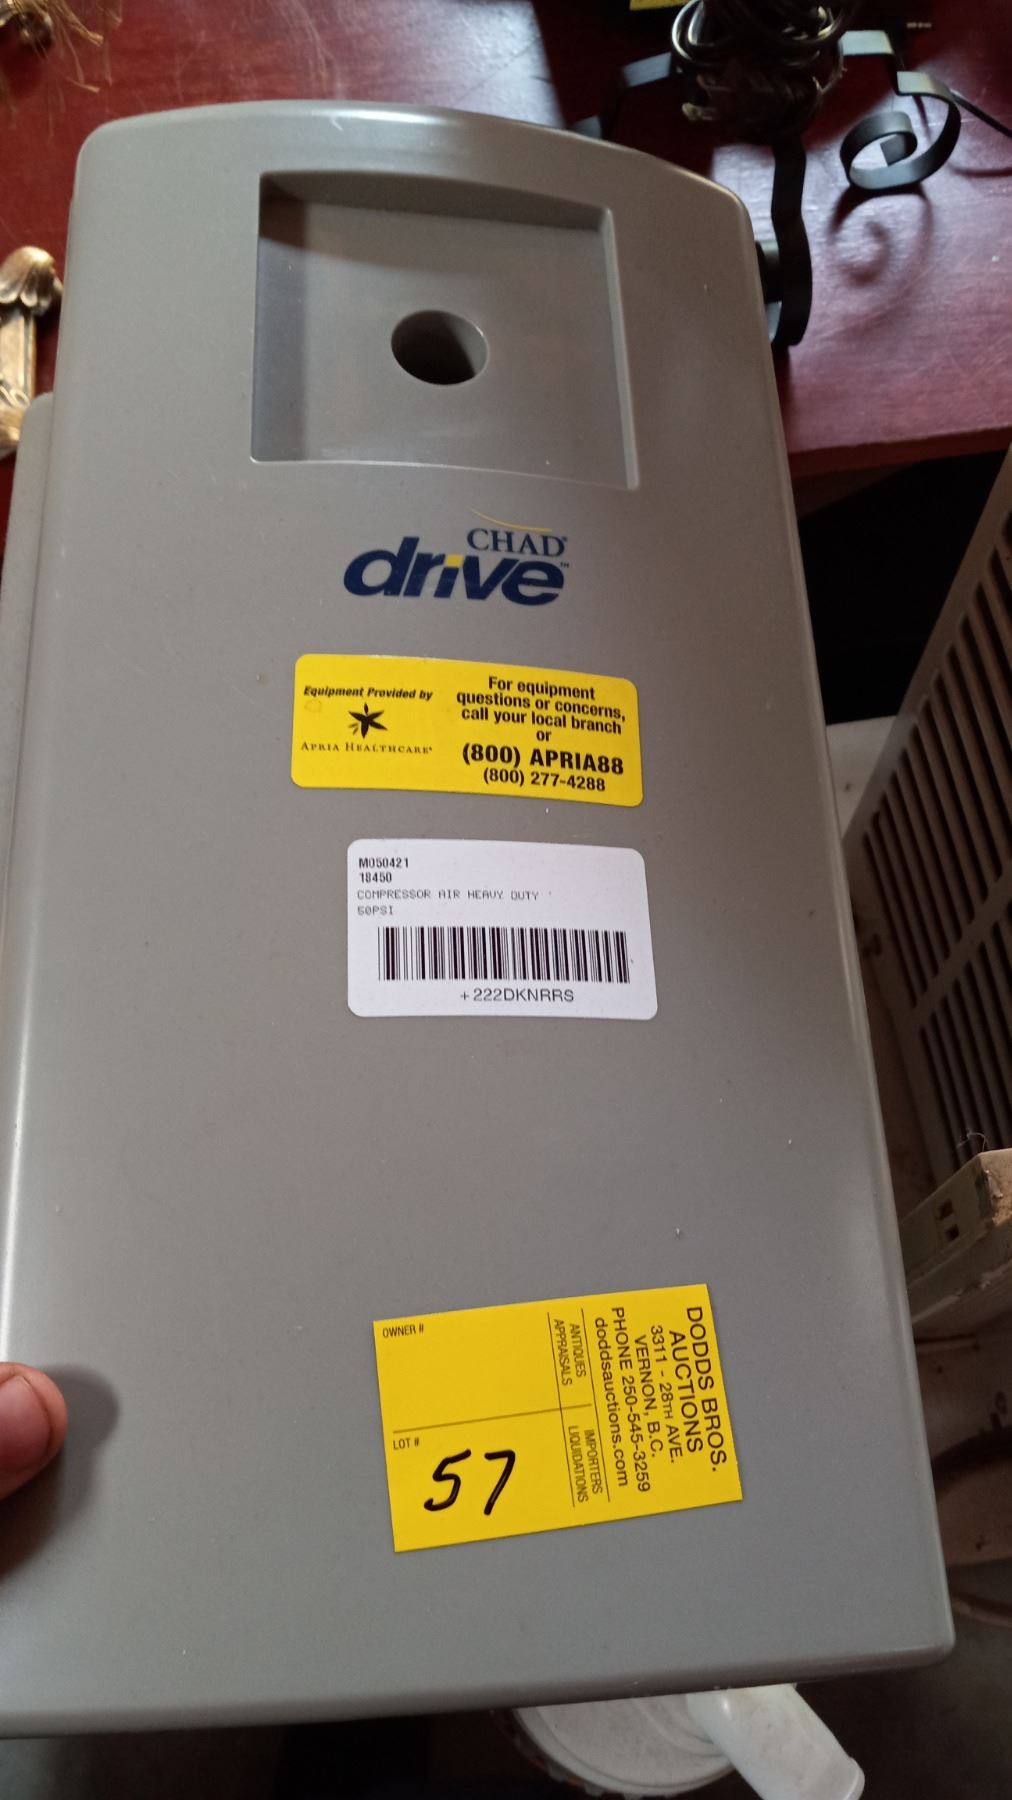 CHAD®
drive™
Equipment Provided by
APRIA HEALTHCARE®
For equipment
questions or concerns,
call your local branch
or
(800) APRIA88
(800) 277-4288
M050421
18450
COMPRESSOR AIR HEAVY DUTY
50PSI
+222DKNRRS
DODDS BROS.
AUCTIONS
3311 - 28TH AVE.
VERNON, B.C.
PHONE 250-545-3259
doddsauctions.com
ANTIQUES IMPORTERS
APPRAISALS LIQUIDATIONS
OWNER #
LOT #
57